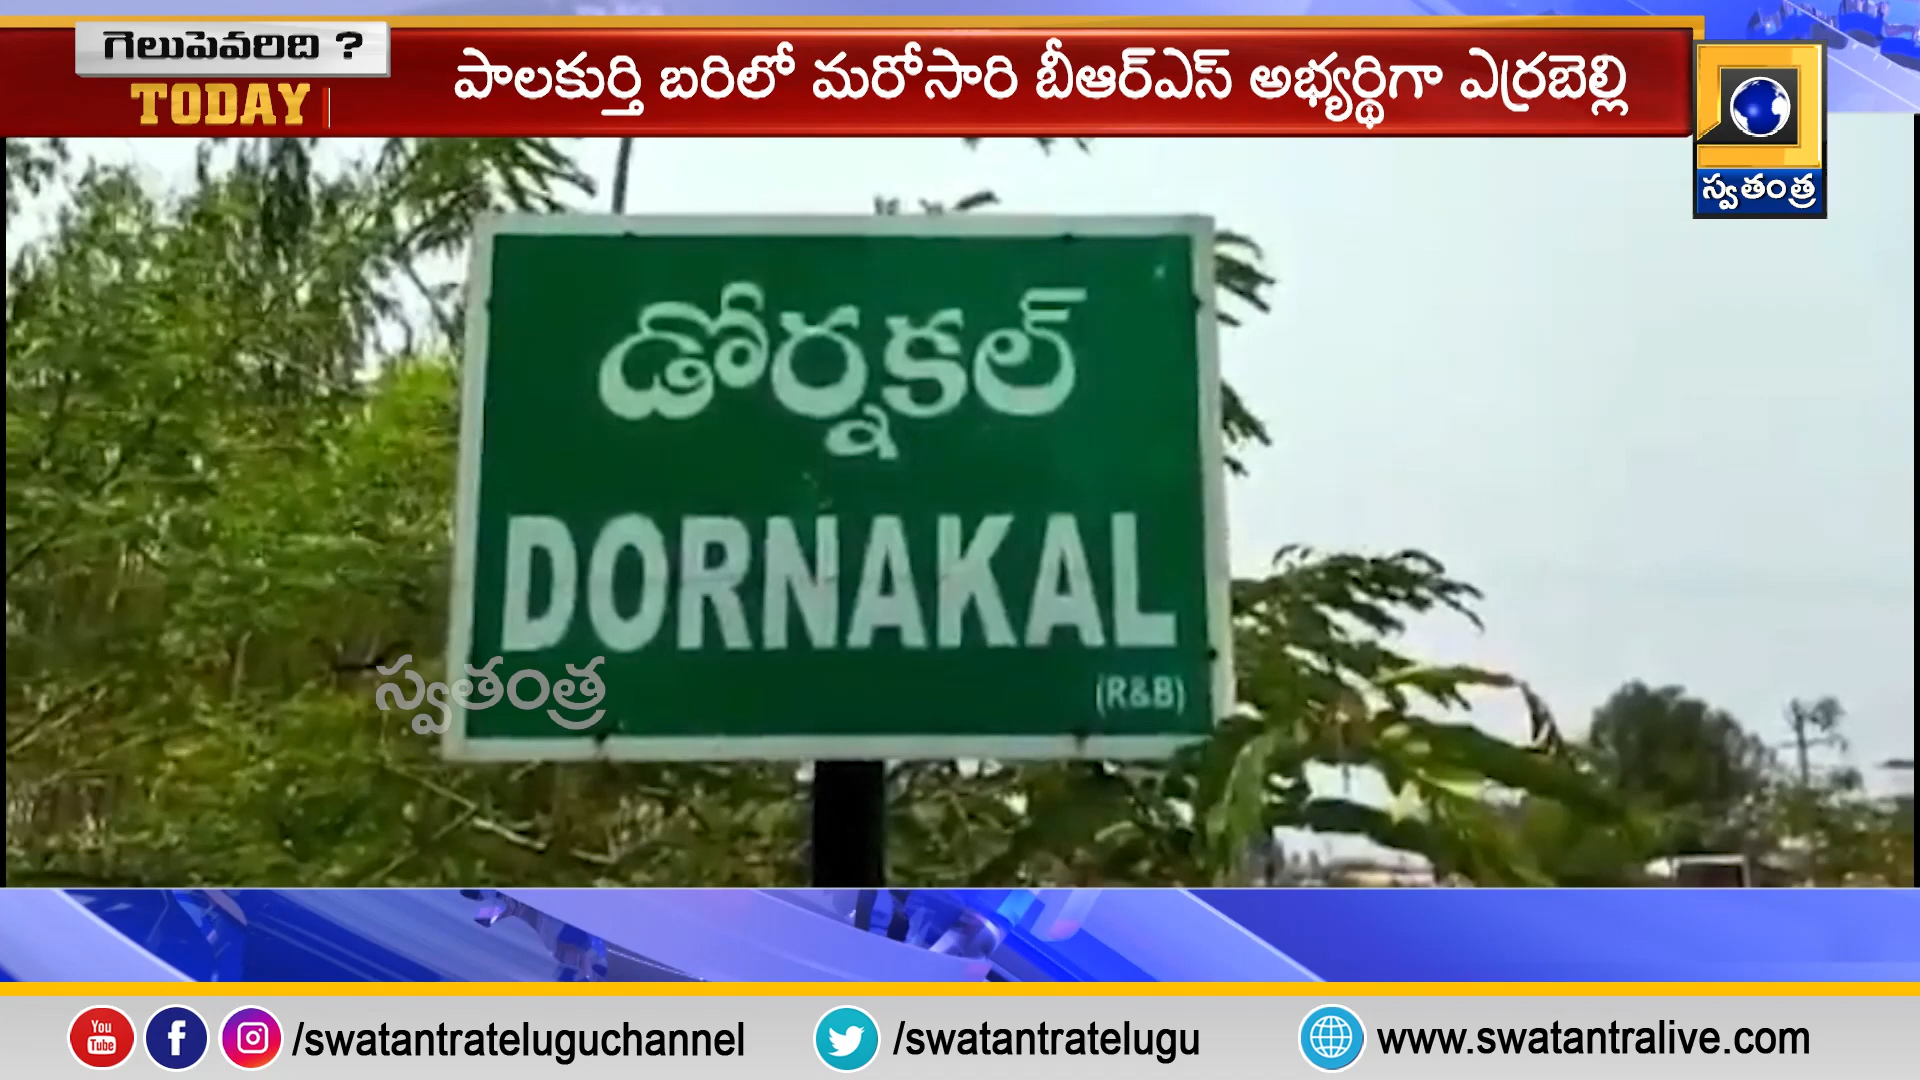 గెలుపెవరిది ?
TODAY
పాలకుర్తి బరిలో మరోసారి బీఆర్ఎస్ అభ్యర్థిగా ఎర్రబెల్లి
స్వతంత్ర
డోర్నకల్
DORNAKAL
(R&B)
స్వతంత్ర
You Tube /swatantrateluguchannel /swatantratelugu www.swatantralive.com